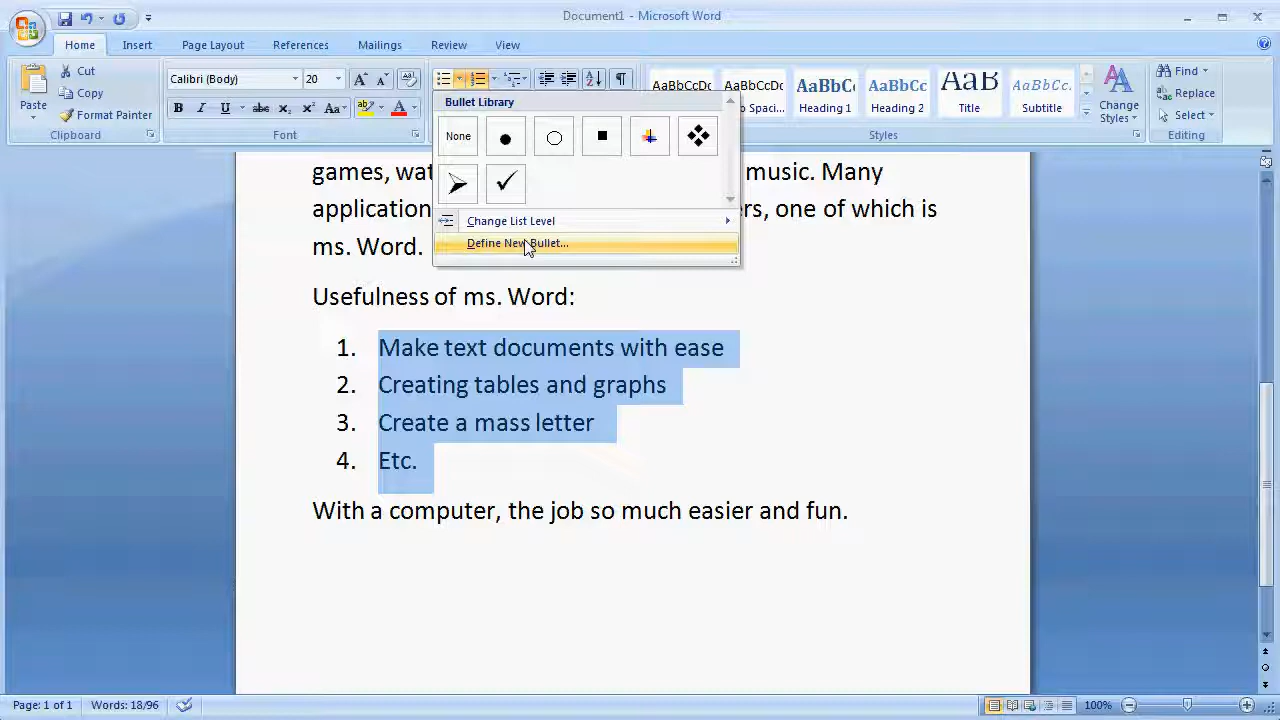 Document1 - Microsoft Word
Home Insert Page Layout References Mailings Review View
Paste
Cut
Copy
Format Painter
Clipboard
Calibri (Body) 20
B I U abc x₂ x² Aa
Font
AaBbCcDc AaBbCcDc AaBbC AaBbCc AaB AaBbCc.
Heading 1 Heading 2 Title Subtitle
Change
Styles
Styles
Find
Replace
Select
Editing
Bullet Library
None
Change List Level
Define New Bullet...
games, music. Many
application one of which is
ms. Word.
Usefulness of ms. Word:
1. Make text documents with ease
2. Creating tables and graphs
3. Create a mass letter
4. Etc.
With a computer, the job so much easier and fun.
Page: 1 of 1 Words: 18/96 100%